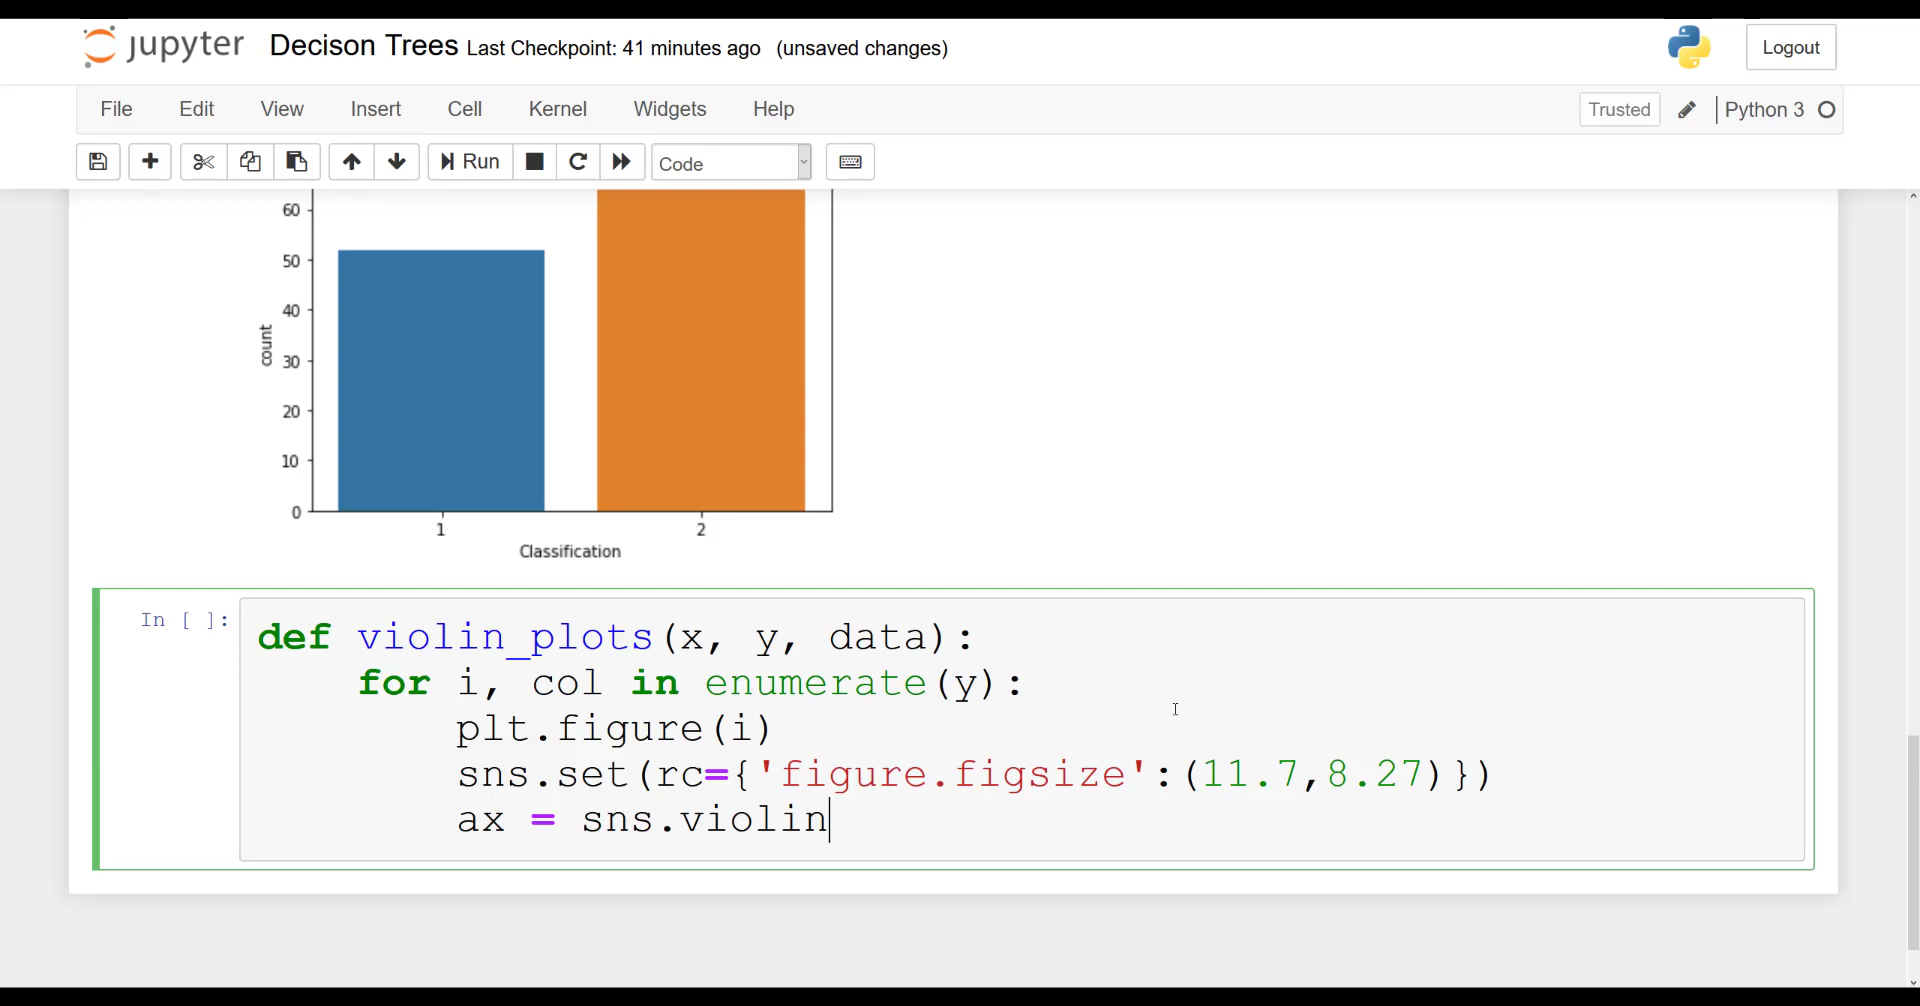 jupyter Decison Trees Last Checkpoint: 41 minutes ago (unsaved changes)
Logout
File Edit View Insert Cell Kernel Widgets Help
Trusted Python 3
Run Code
60
50
40
30
20
10
0
count
1 2
Classification
In [ ]:
def violin_plots(x, y, data):
    for i, col in enumerate(y):
        plt.figure(i)
        sns.set(rc={'figure.figsize':(11.7,8.27)})
        ax = sns.violin